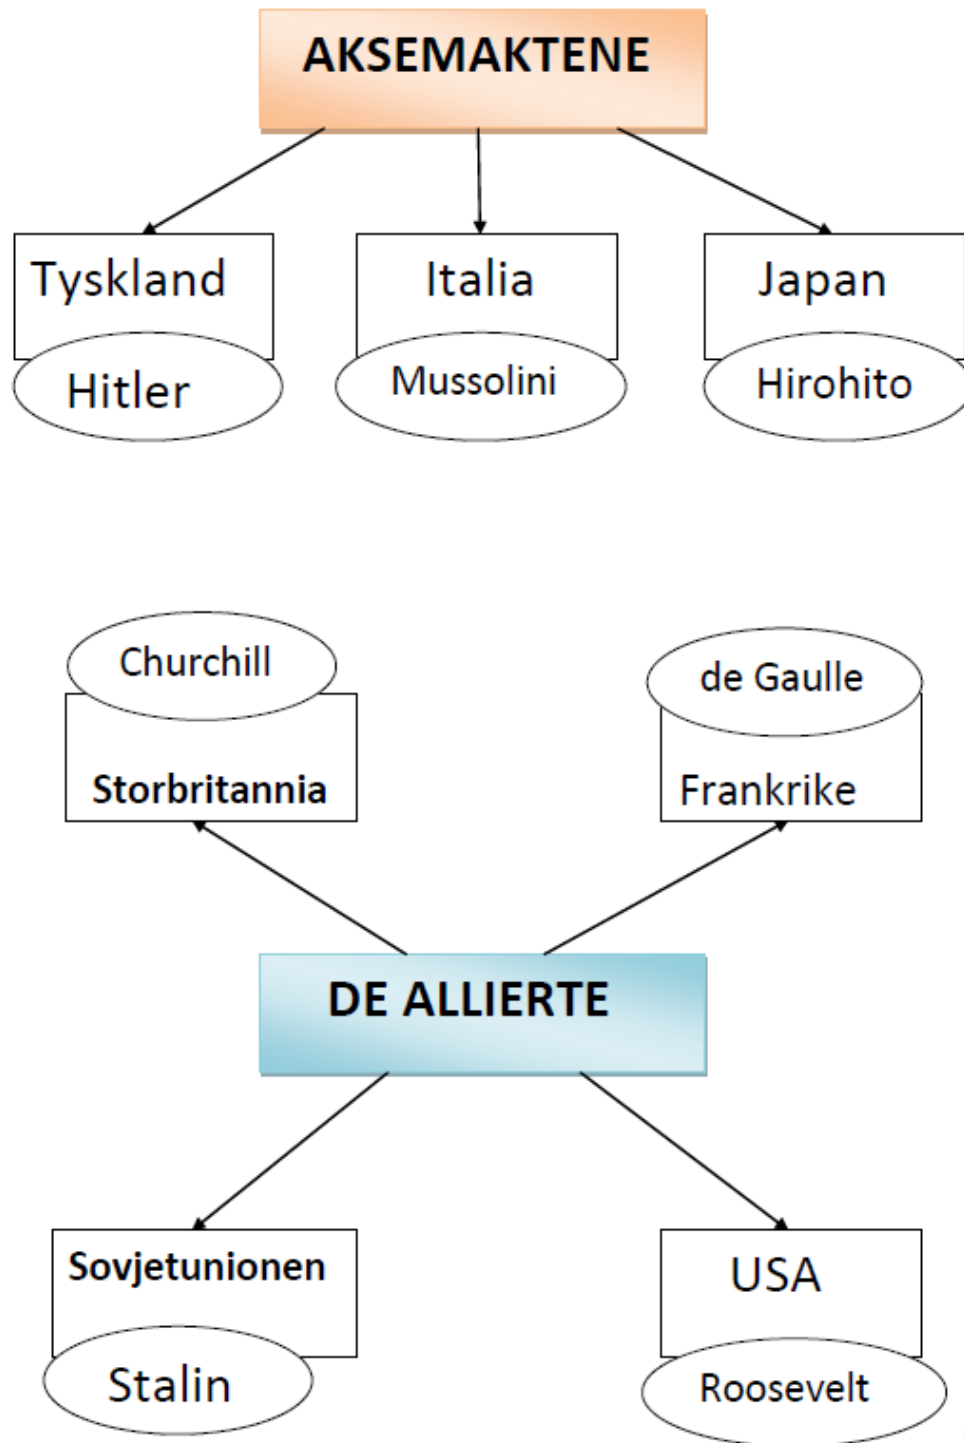 AKSEMAKTENE
Tyskland
Italia
Japan
Hitler
Mussolini
Hirohito
Churchill
de Gaulle
Storbritannia
Frankrike
DE ALLIERTE
Sovjetunionen
USA
Stalin
Roosevelt